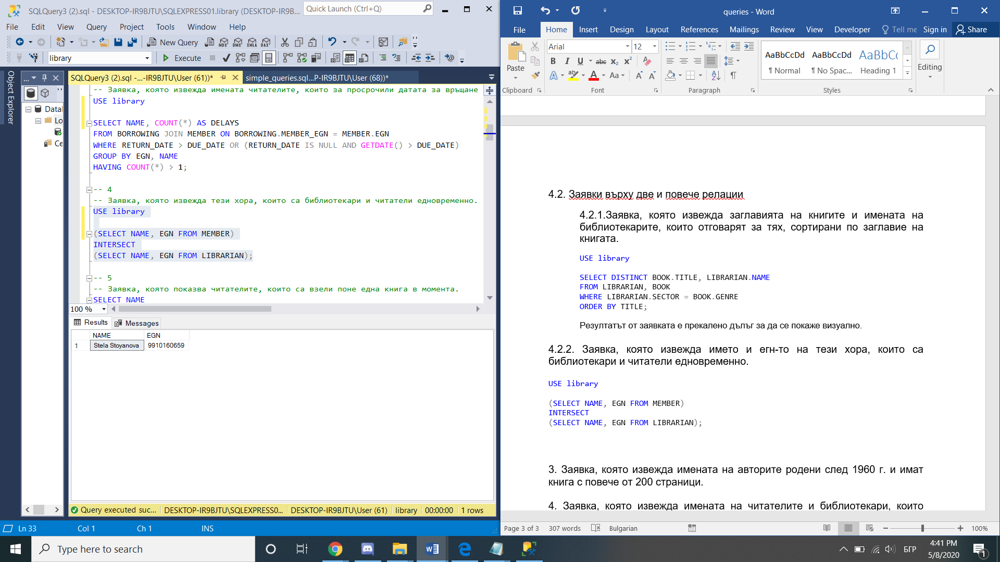 SQLQuery3 (2).sql - DESKTOP-IR9BJTU\SQLEXPRESS01.library (DESKTOP-IR9B...
Quick Launch (Ctrl+Q)
File Edit View Query Project Tools Window Help
New Query
library
Execute
Object Explorer
...
SQLQuery3 (2).sql -...-IR9BJTU\User (61))*
simple_queries.sql...P-IR9BJTU\User (68))*
Datal
Lo
Ce
-- Заявка, която извежда имената читателите, които за просрочили датата за връщане
USE library
SELECT NAME, COUNT(*) AS DELAYS
FROM BORROWING JOIN MEMBER ON BORROWING.MEMBER_EGN = MEMBER.EGN
WHERE RETURN_DATE > DUE_DATE OR (RETURN_DATE IS NULL AND GETDATE() > DUE_DATE)
GROUP BY EGN, NAME
HAVING COUNT(*) > 1;
-- 4
-- Заявка, която извежда тези хора, които са библиотекари и читатели едновременно.
USE library
(SELECT NAME, EGN FROM MEMBER)
INTERSECT
(SELECT NAME, EGN FROM LIBRARIAN);
-- 5
-- Заявка, която показва читателите, които са взели поне една книга в момента.
SELECT NAME
100 %
Results Messages
NAME EGN
1 Stela Stoyanova 9910160659
Query executed suc... DESKTOP-IR9BJTU\SQLEXPRESS0... DESKTOP-IR9BJTU\User (61) library 00:00:00 1 rows
Ln 33 Col 1 Ch 1 INS
queries - Word
File Home Insert Design Layout References Mailings Review View Developer Tell me Sign in Share
Paste
Clipboard
Arial 12
B I U abc x₂ x²
A aby A Aa A A
Font
Paragraph
AaBbCcDd AaBbCcDd AaBbCc
¶ Normal ¶ No Spac... Heading 1
Styles
Editing
4.2. Заявки върху две и повече релации
4.2.1.Заявка, която извежда заглавията на книгите и имената на
библиотекарите, които отговарят за тях, сортирани по заглавие на
книгата.
USE library
SELECT DISTINCT BOOK.TITLE, LIBRARIAN.NAME
FROM LIBRARIAN, BOOK
WHERE LIBRARIAN.SECTOR = BOOK.GENRE
ORDER BY TITLE;
Резултатът от заявката е прекалено дълъг за да се покаже визуално.
4.2.2. Заявка, която извежда името и егн-то на тези хора, които са
библиотекари и читатели едновременно.
USE library
(SELECT NAME, EGN FROM MEMBER)
INTERSECT
(SELECT NAME, EGN FROM LIBRARIAN);
3. Заявка, която извежда имената на авторите родени след 1960 г. и имат
книга с повече от 200 страници.
4. Заявка, която извежда имената на читателите и библиотекари, които
Page 3 of 3 307 words Bulgarian 100%
Type here to search
БГР
4:41 PM
5/8/2020
1